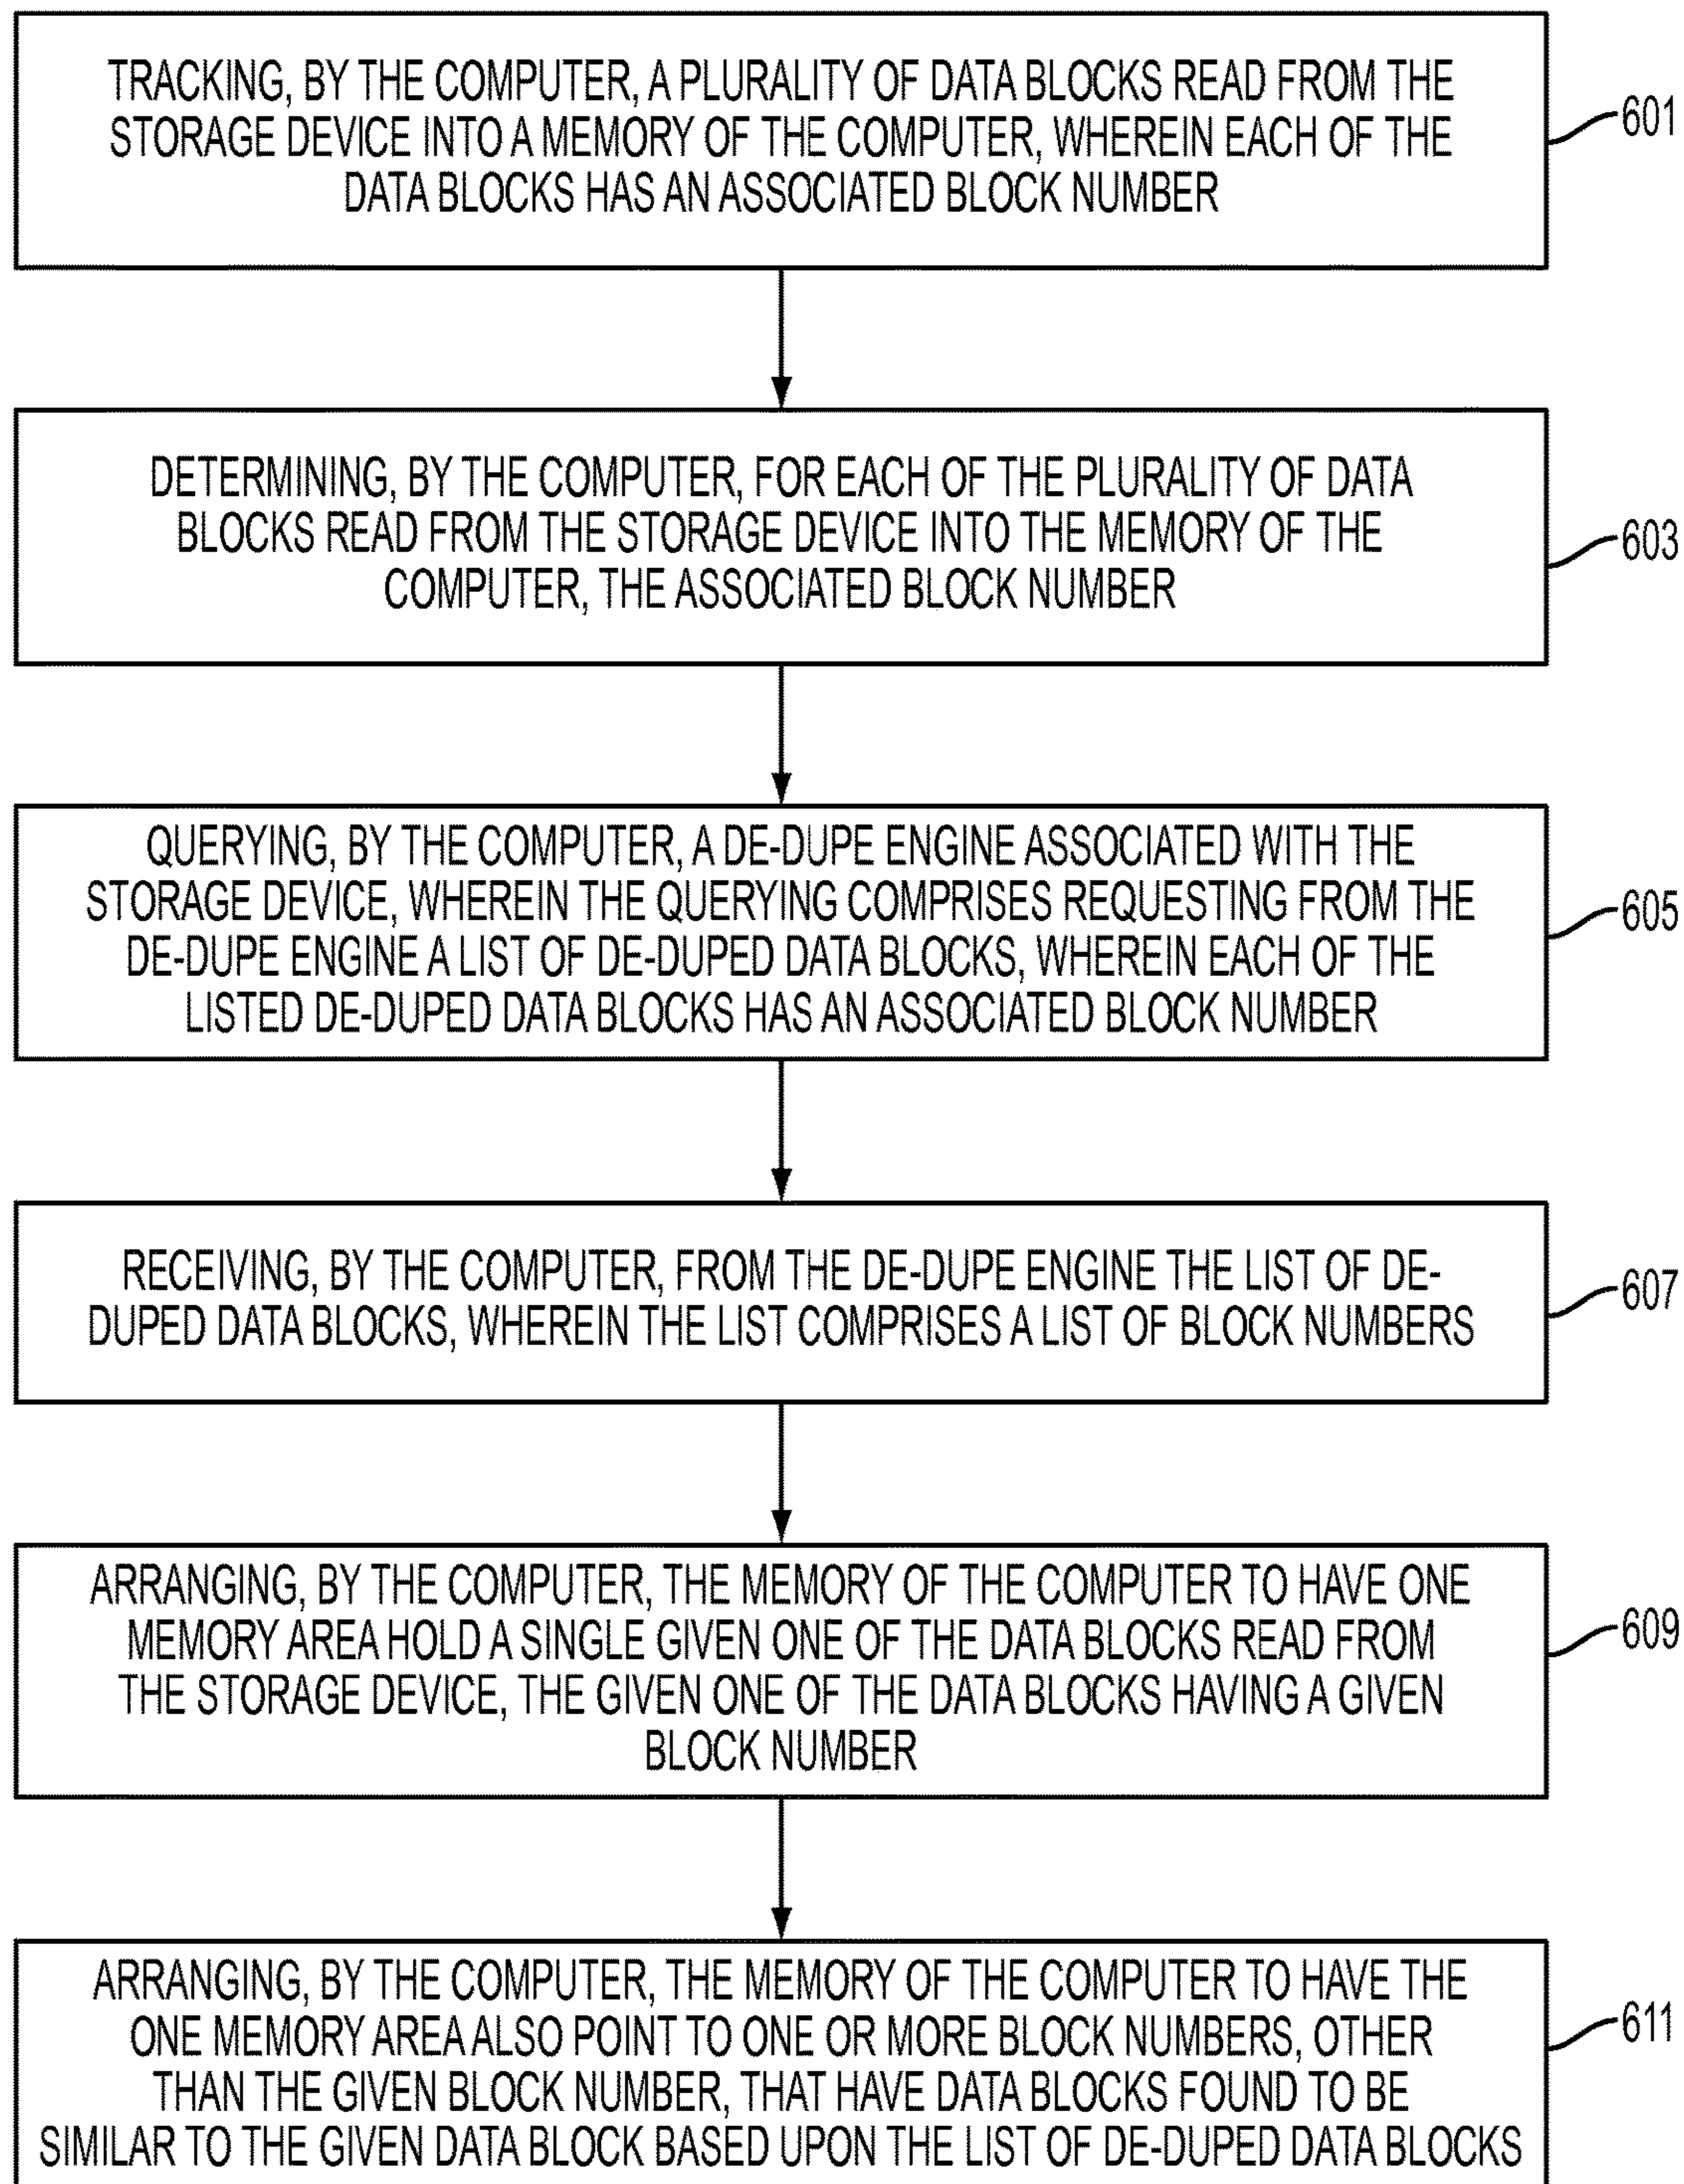 TRACKING, BY THE COMPUTER, A PLURALITY OF DATA BLOCKS READ FROM THE
STORAGE DEVICE INTO A MEMORY OF THE COMPUTER, WHEREIN EACH OF THE
DATA BLOCKS HAS AN ASSOCIATED BLOCK NUMBER
601
DETERMINING, BY THE COMPUTER, FOR EACH OF THE PLURALITY OF DATA
BLOCKS READ FROM THE STORAGE DEVICE INTO THE MEMORY OF THE
COMPUTER, THE ASSOCIATED BLOCK NUMBER
603
QUERYING, BY THE COMPUTER, A DE-DUPE ENGINE ASSOCIATED WITH THE
STORAGE DEVICE, WHEREIN THE QUERYING COMPRISES REQUESTING FROM THE
DE-DUPE ENGINE A LIST OF DE-DUPED DATA BLOCKS, WHEREIN EACH OF THE
LISTED DE-DUPED DATA BLOCKS HAS AN ASSOCIATED BLOCK NUMBER
605
RECEIVING, BY THE COMPUTER, FROM THE DE-DUPE ENGINE THE LIST OF DE-
DUPED DATA BLOCKS, WHEREIN THE LIST COMPRISES A LIST OF BLOCK NUMBERS
607
ARRANGING, BY THE COMPUTER, THE MEMORY OF THE COMPUTER TO HAVE ONE
MEMORY AREA HOLD A SINGLE GIVEN ONE OF THE DATA BLOCKS READ FROM
THE STORAGE DEVICE, THE GIVEN ONE OF THE DATA BLOCKS HAVING A GIVEN
BLOCK NUMBER
609
ARRANGING, BY THE COMPUTER, THE MEMORY OF THE COMPUTER TO HAVE THE
ONE MEMORY AREA ALSO POINT TO ONE OR MORE BLOCK NUMBERS, OTHER
THAN THE GIVEN BLOCK NUMBER, THAT HAVE DATA BLOCKS FOUND TO BE
SIMILAR TO THE GIVEN DATA BLOCK BASED UPON THE LIST OF DE-DUPED DATA BLOCKS
611